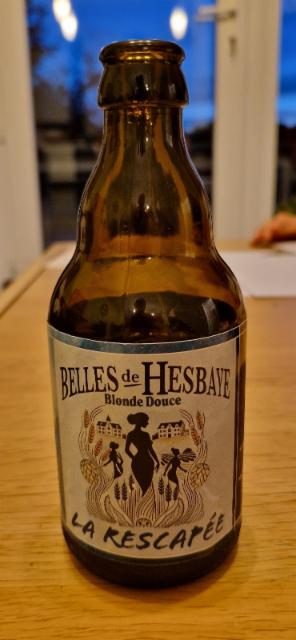 BELLES de HESBAYE
Blonde Douce
LA RESCAPÉE